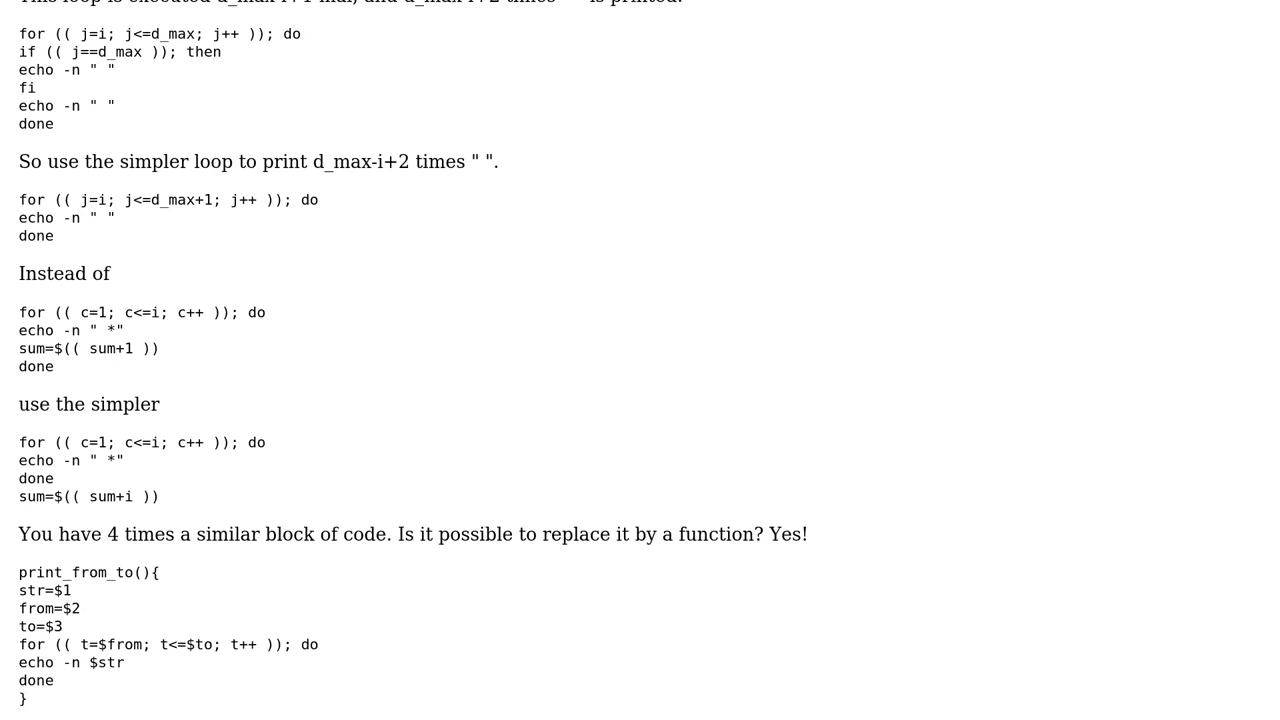 for (( j=i; j<=d_max; j++ )); do
if (( j==d_max )); then
echo -n " "
fi
echo -n " "
done
So use the simpler loop to print d_max-i+2 times " ".
for (( j=i; j<=d_max+1; j++ )); do
echo -n " "
done
Instead of
for (( c=1; c<=i; c++ )); do
echo -n " *"
sum=$(( sum+1 ))
done
use the simpler
for (( c=1; c<=i; c++ )); do
echo -n " *"
done
sum=$(( sum+i ))
You have 4 times a similar block of code. Is it possible to replace it by a function? Yes!
print_from_to(){
str=$1
from=$2
to=$3
for (( t=$from; t<=$to; t++ )); do
echo -n $str
done
}